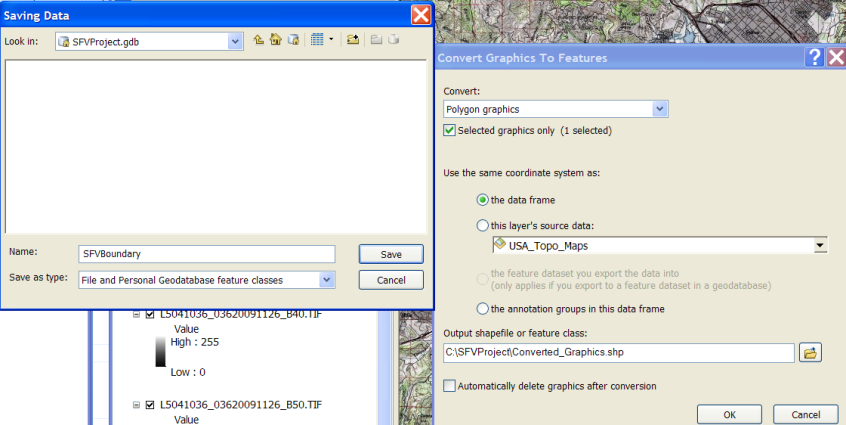 Saving Data
Look in: SFVProject.gdb
Name: SFVBoundary
Save
Save as type: File and Personal Geodatabase feature classes
Cancel
L5041036_03620091126_B40.TIF
Value
High : 255
Low : 0
L5041036_03620091126_B50.TIF
Value
Convert Graphics To Features
Convert:
Polygon graphics
Selected graphics only (1 selected)
Use the same coordinate system as:
the data frame
this layer's source data:
USA_Topo_Maps
the feature dataset you export the data into
(only applies if you export to a feature dataset in a geodatabase)
the annotation groups in this data frame
Output shapefile or feature class:
C:\SFVProject\Converted_Graphics.shp
Automatically delete graphics after conversion
OK
Cancel